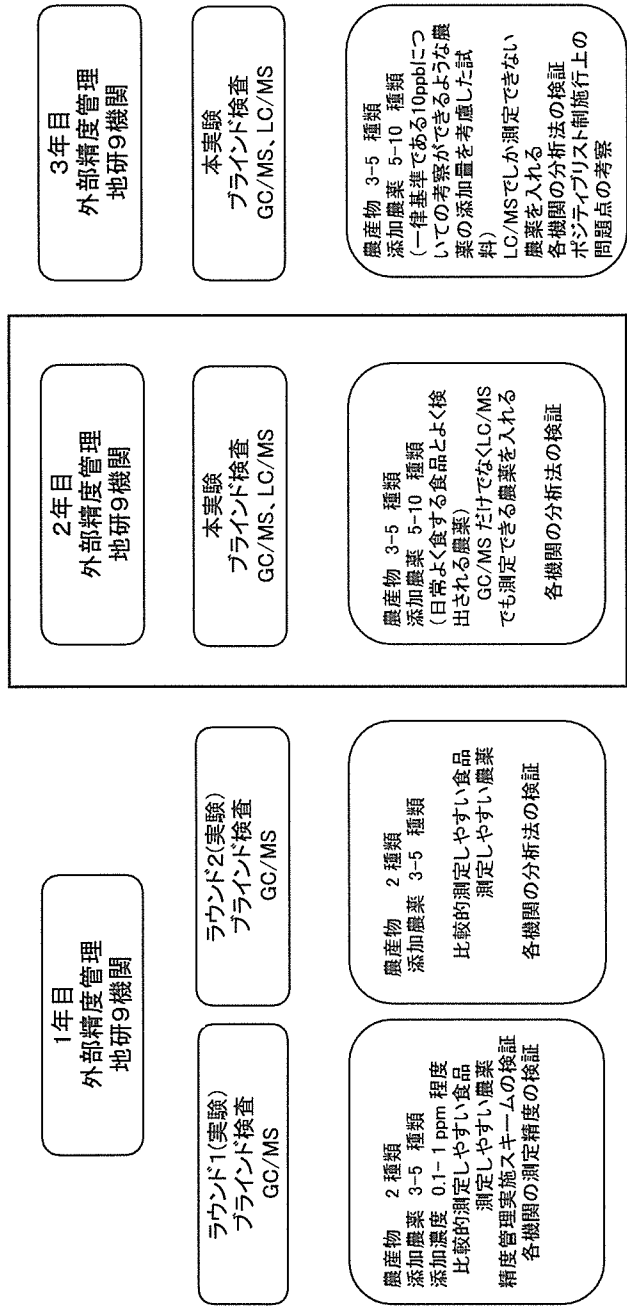 1年目
外部精度管理
地研9機関
ラウンド1(実験)
ブラインド検査
GC/MS
農産物 2 種類
添加農薬 3-5 種類
添加濃度 0.1-1 ppm 程度
比較的測定しやすい食品
測定しやすい農薬
精度管理実施スキームの検証
各機関の測定精度の検証
ラウンド2(実験)
ブラインド検査
GC/MS
農産物 2 種類
添加農薬 3-5 種類
比較的測定しやすい食品
測定しやすい農薬
各機関の分析法の検証
2年目
外部精度管理
地研9機関
本実験
ブラインド検査
GC/MS、LC/MS
農産物 3-5 種類
添加農薬 5-10 種類
(日常よく食する食品とよく検
出される農薬)
GC/MS だけでなくLC/MS
でも測定できる農薬を入れる
各機関の分析法の検証
3年目
外部精度管理
地研9機関
本実験
ブラインド検査
GC/MS、LC/MS
農産物 3-5 種類
添加農薬 5-10 種類
(一律基準である10ppbにつ
いての考察ができるような農
薬の添加量を考慮した試
料)
LC/MSでしか測定できない
農薬を入れる
各機関の分析法の検証
ポジティブリスト制施行上の
問題点の考察